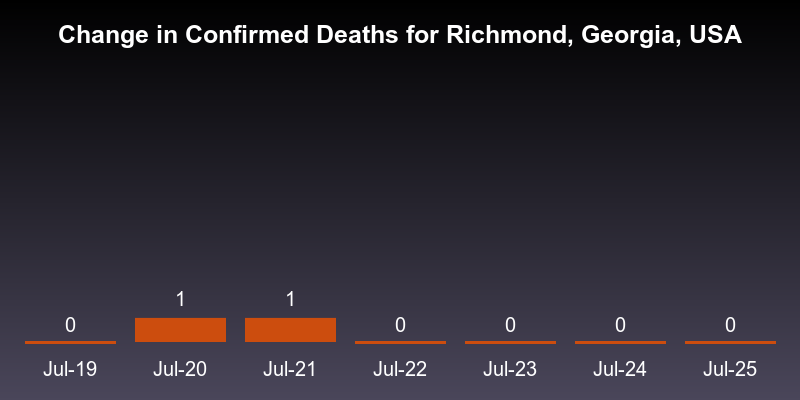 Change in Confirmed Deaths for Richmond, Georgia, USA
0 1 1 0 0 0 0
Jul-19 Jul-20 Jul-21 Jul-22 Jul-23 Jul-24 Jul-25